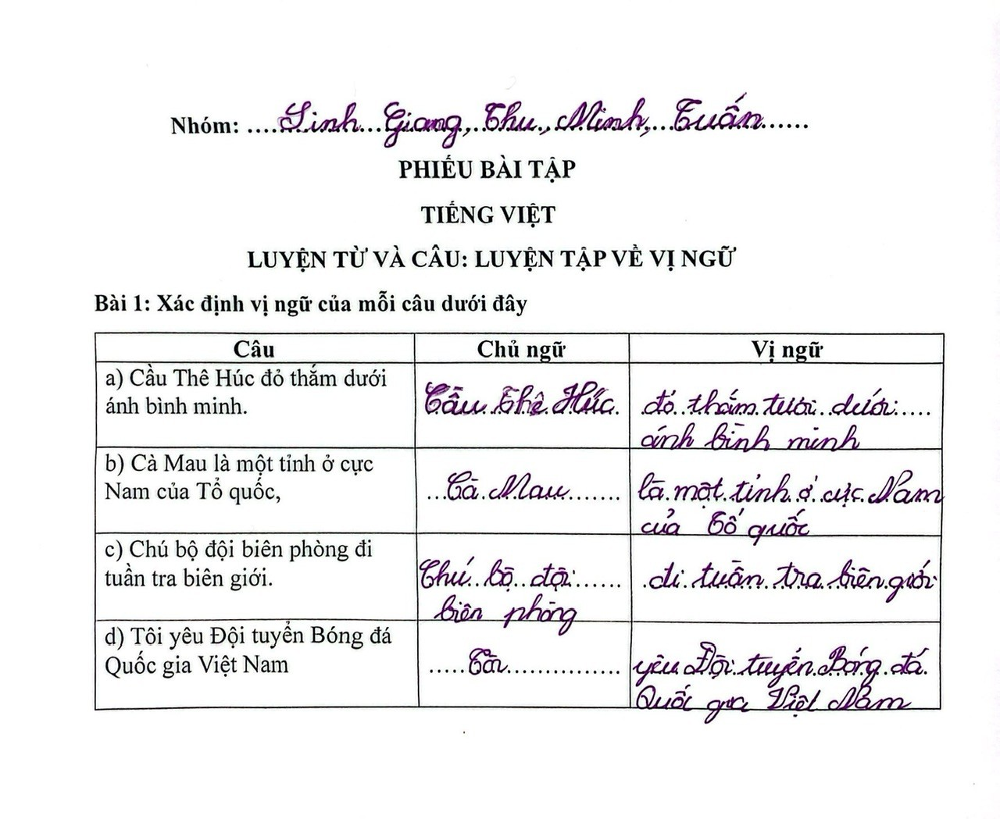 Nhóm: ....Linh...Giang,.Thu.,.Minh,..Tuấn......
PHIẾU BÀI TẬP
TIẾNG VIỆT
LUYỆN TỪ VÀ CÂU: LUYỆN TẬP VỀ VỊ NGỮ
Bài 1: Xác định vị ngữ của mỗi câu dưới đây
Câu Chủ ngữ Vị ngữ
a) Cầu Thê Húc đỏ thắm dưới
ánh bình minh.
Cầu Thê Húc.
đỏ..thắm.tươi..dưới.....
ánh bình minh
b) Cà Mau là một tỉnh ở cực
Nam của Tổ quốc,
...Cà.Mau.......
là.một.tỉnh.ở.cực.Nam
của Tổ quốc
c) Chú bộ đội biên phòng đi
tuần tra biên giới.
Chú..bộ..đội.......
biên phòng
.đi.tuần.tra.biên.giới.
d) Tôi yêu Đội tuyển Bóng đá
Quốc gia Việt Nam
.....Tôi...............
yêu Đội.tuyển.Bóng.đá.
Quốc gia Việt Nam